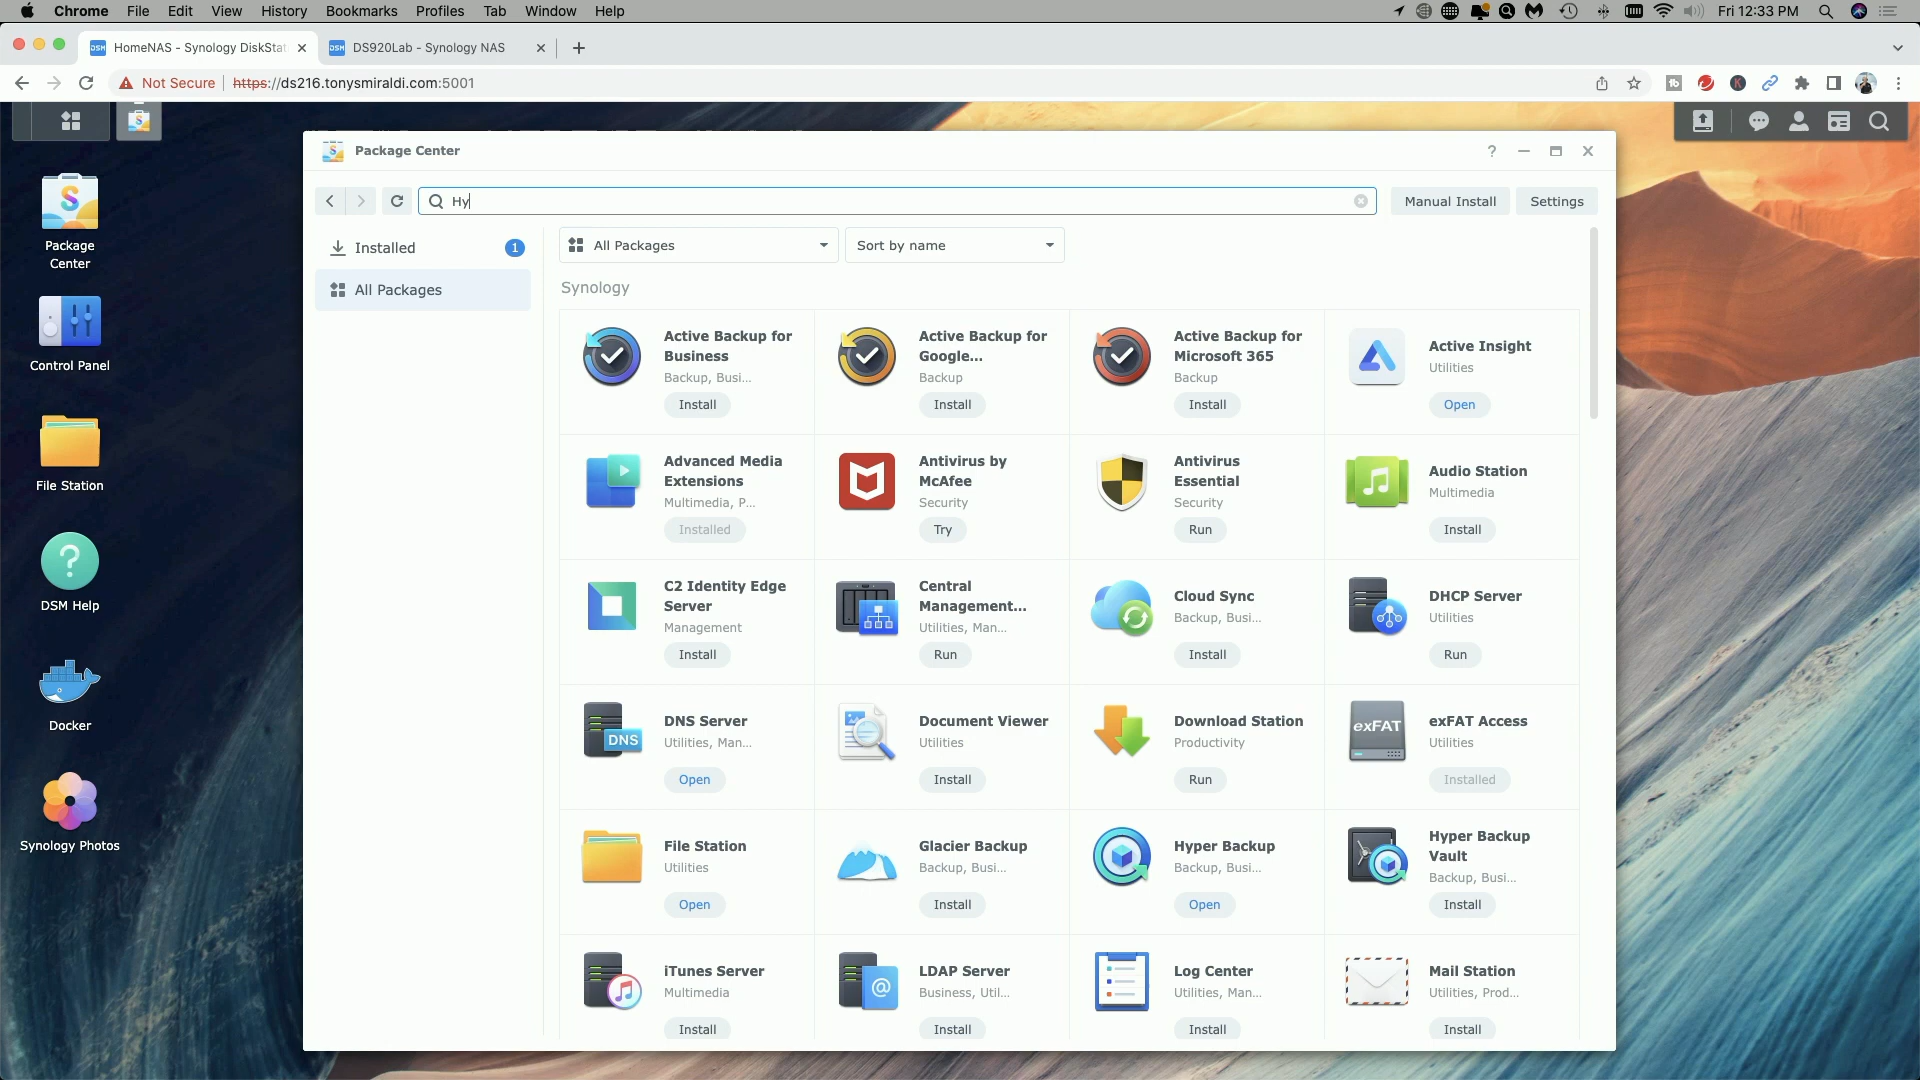 Chrome File Edit View History Bookmarks Profiles Tab Window Help Fri 12:33 PM
DSM HomeNAS - Synology DiskStati DSM DS920Lab - Synology NAS
Not Secure https://ds216.tonysmiraldi.com:5001
Package Center
Hy Manual Install Settings
Installed 1 All Packages Sort by name
All Packages
Synology
Package
Center
Control Panel
File Station
DSM Help
Docker
Synology Photos
Active Backup for
Business
Backup, Busi...
Install
Active Backup for
Google...
Backup
Install
Active Backup for
Microsoft 365
Backup
Install
Active Insight
Utilities
Open
Advanced Media
Extensions
Multimedia, P...
Installed
Antivirus by
McAfee
Security
Try
Antivirus
Essential
Security
Run
Audio Station
Multimedia
Install
C2 Identity Edge
Server
Management
Install
Central
Management...
Utilities, Man...
Run
Cloud Sync
Backup, Busi...
Install
DHCP Server
Utilities
Run
DNS
DNS Server
Utilities, Man...
Open
Document Viewer
Utilities
Install
Download Station
Productivity
Run
exFAT
exFAT Access
Utilities
Installed
File Station
Utilities
Open
Glacier Backup
Backup, Busi...
Install
Hyper Backup
Backup, Busi...
Open
Hyper Backup
Vault
Backup, Busi...
Install
iTunes Server
Multimedia
Install
LDAP Server
Business, Util...
Install
Log Center
Utilities, Man...
Install
Mail Station
Utilities, Prod...
Install